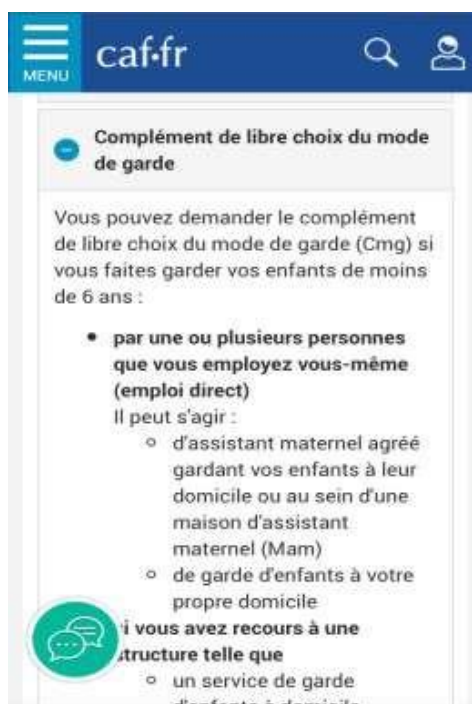 MENU
caf.fr
Complément de libre choix du mode
de garde
Vous pouvez demander le complément
de libre choix du mode de garde (Cmg) si
vous faites garder vos enfants de moins
de 6 ans :
par une ou plusieurs personnes
que vous employez vous-même
(emploi direct)
Il peut s'agir :
d'assistant maternel agréé
gardant vos enfants à leur
domicile ou au sein d'une
maison d'assistant
maternel (Mam)
de garde d'enfants à votre
propre domicile
i vous avez recours à une
structure telle que
un service de garde
d'enfants à domicile